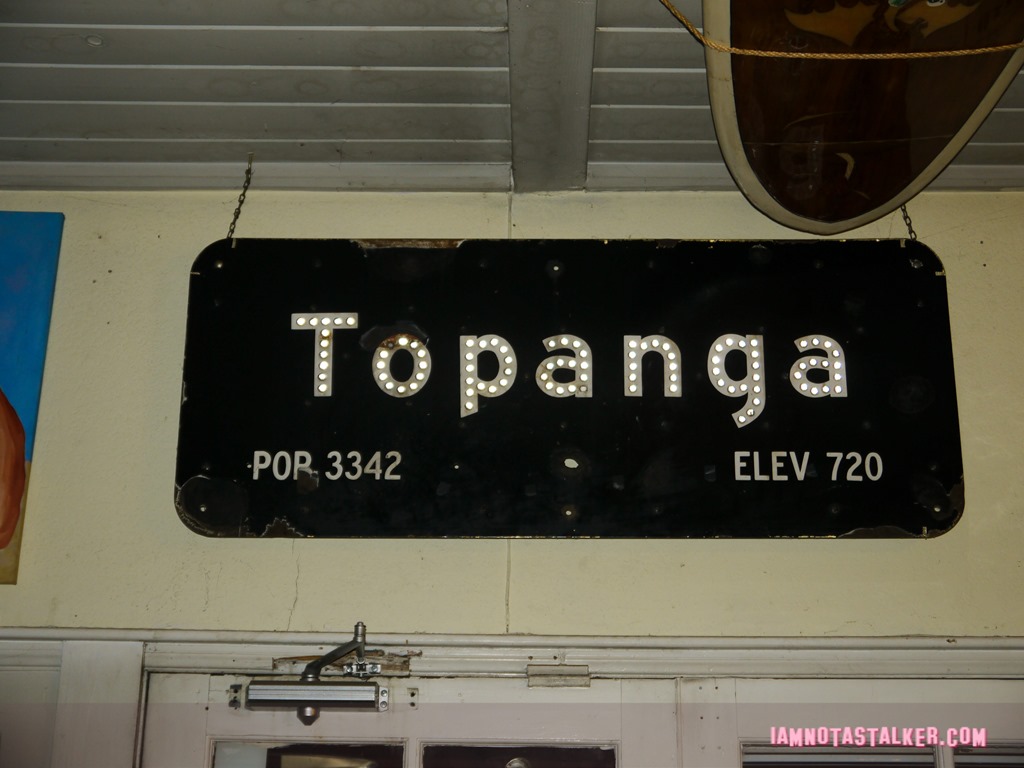 Topanga
POP 3342 ELEV 720
IAMNOTASTALKER.COM